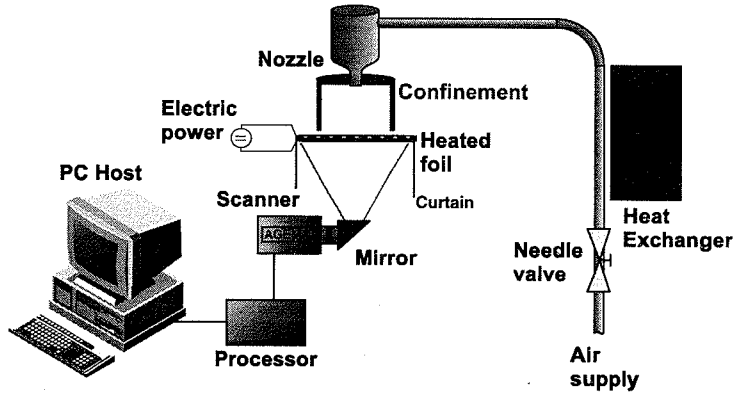 Nozzle
Confinement
Electric
power
Heated
foil
PC Host
Scanner
Curtain
Heat
Exchanger
Needle
valve
Mirror
Processor
Air
supply